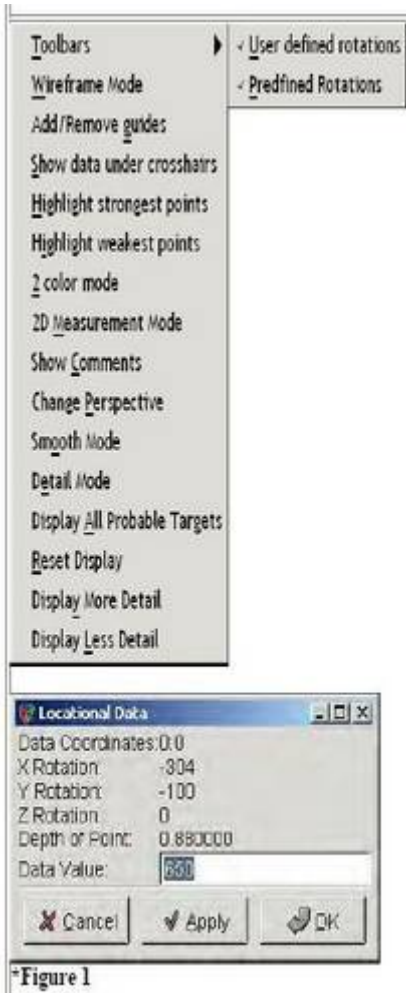 Toolbars
User defined rotations
Predfined Rotations
Wireframe Mode
Add/Remove guides
Show data under crosshairs
Highlight strongest points
Highlight weakest points
2 color mode
2D Measurement Mode
Show Comments
Change Perspective
Smooth Mode
Detail Mode
Display All Probable Targets
Reset Display
Display More Detail
Display Less Detail
Locational Data
Data Coordinates:0:0
X Rotation: -304
Y Rotation: -100
Z Rotation: 0
Depth of Point: 0.880000
Data Value: 650
Cancel Apply OK
*Figure 1